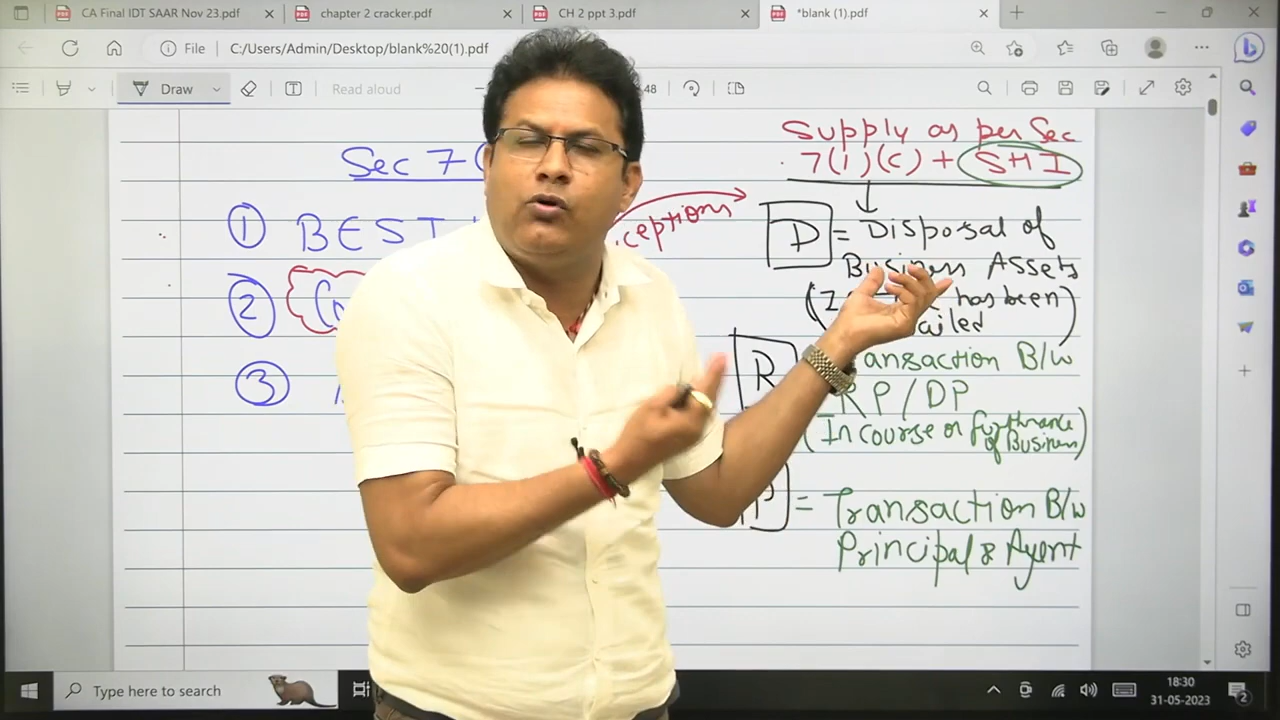 CA Final IDT SAAR Nov 23.pdf
chapter 2 cracker.pdf
CH 2 ppt 3.pdf
*blank (1).pdf
File
C:/Users/Admin/Desktop/blank%20(1).pdf
Draw
Read aloud
48
Supply as per Sec
7(1)(c) + SHI
Sec 7(
① BEST
②
③
ceptions
D = Disposal of
Business Assets
has been
ailed
R
ansaction B/w
RP/DP
(In course or furtherance
of Business)
P = Transaction B/w
Principal & Agent
Type here to search
18:30
31-05-2023
2